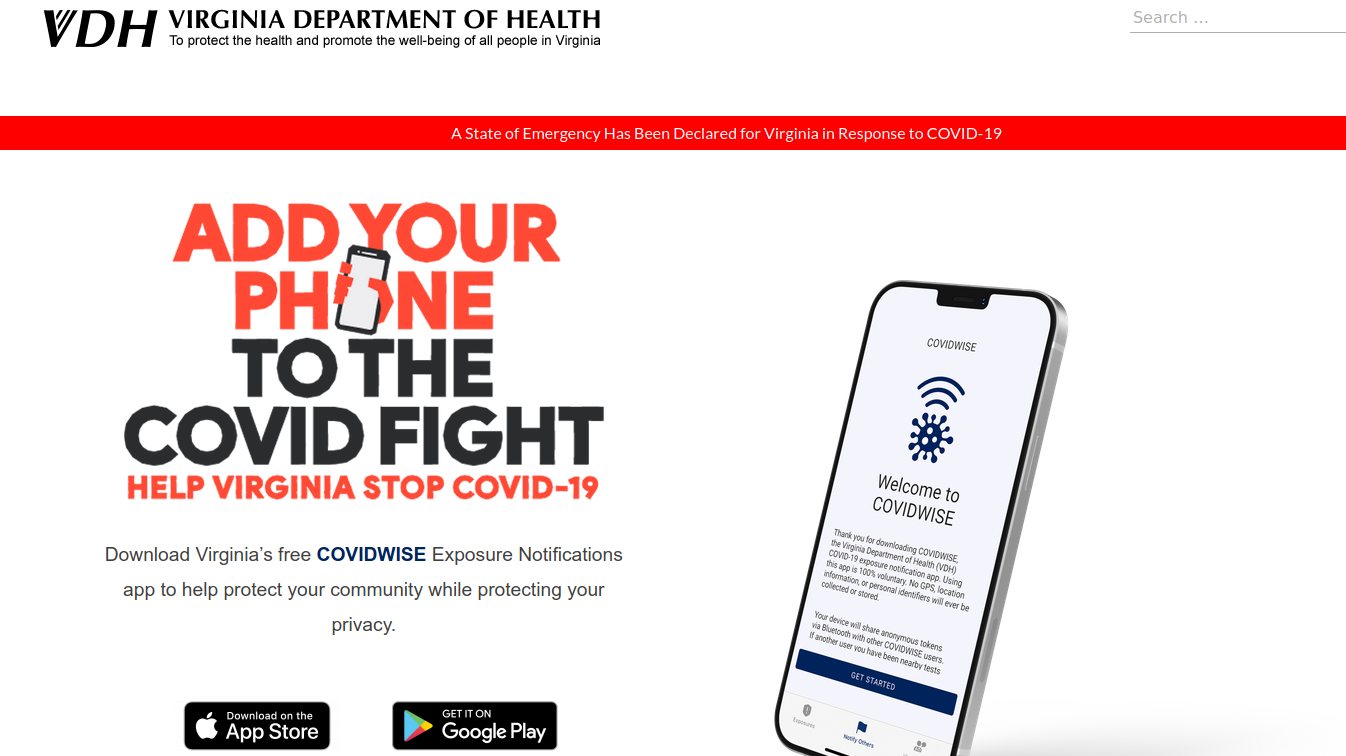 VDH VIRGINIA DEPARTMENT OF HEALTH
To protect the health and promote the well-being of all people in Virginia
Search ...
A State of Emergency Has Been Declared for Virginia in Response to COVID-19
ADD YOUR
PHONE
TO THE
COVID FIGHT
HELP VIRGINIA STOP COVID-19
Download Virginia's free COVIDWISE Exposure Notifications
app to help protect your community while protecting your
privacy.
Download on the
App Store
GET IT ON
Google Play
COVIDWISE
Welcome to
COVIDWISE
Thank you for downloading COVIDWISE,
the Virginia Department of Health (VDH)
COVID-19 exposure notification app. Using
this app is 100% voluntary. No GPS, location
information, or personal identifiers will ever be
collected or stored.
Your device will share anonymous tokens
via Bluetooth with other COVIDWISE users.
If another user you have been nearby tests
GET STARTED
Exposures
Notify Others